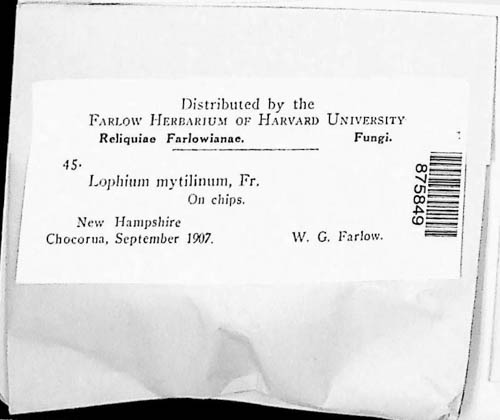 Distributed by the
FARLOW HERBARIUM OF HARVARD UNIVERSITY
Reliquiae Farlowianae. Fungi.
45.
Lophium mytilinum, Fr.
On chips.
New Hampshire
Chocorua, September 1907. W. G. Farlow.
875849